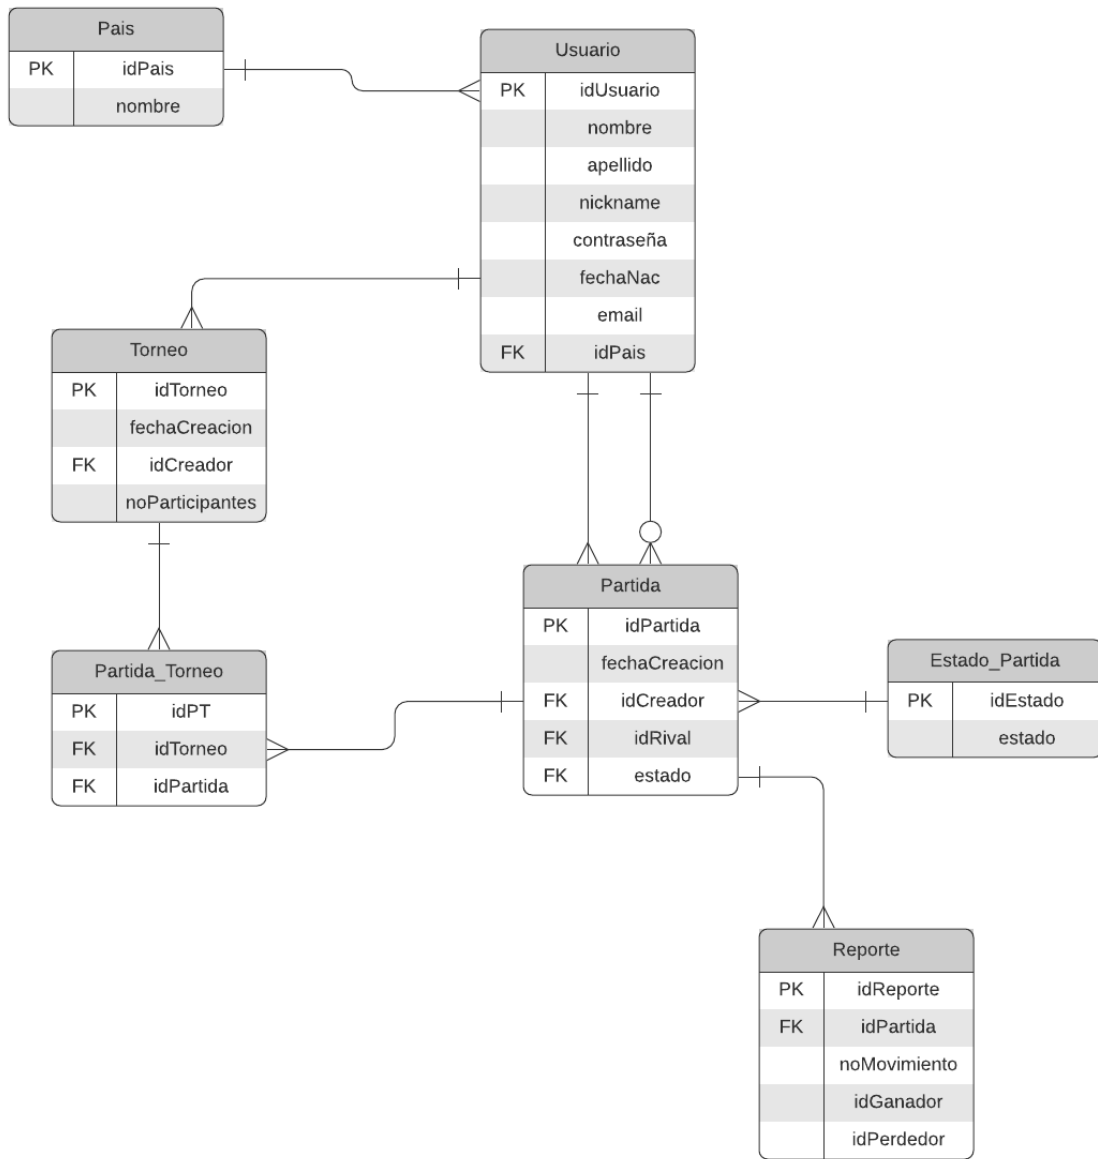 Pais
PK idPais
nombre
Usuario
PK idUsuario
nombre
apellido
nickname
contraseña
fechaNac
email
FK idPais
Torneo
PK idTorneo
fechaCreacion
FK idCreador
noParticipantes
Partida
PK idPartida
fechaCreacion
FK idCreador
FK idRival
FK estado
Estado_Partida
PK idEstado
estado
Partida_Torneo
PK idPT
FK idTorneo
FK idPartida
Reporte
PK idReporte
FK idPartida
noMovimiento
idGanador
idPerdedor